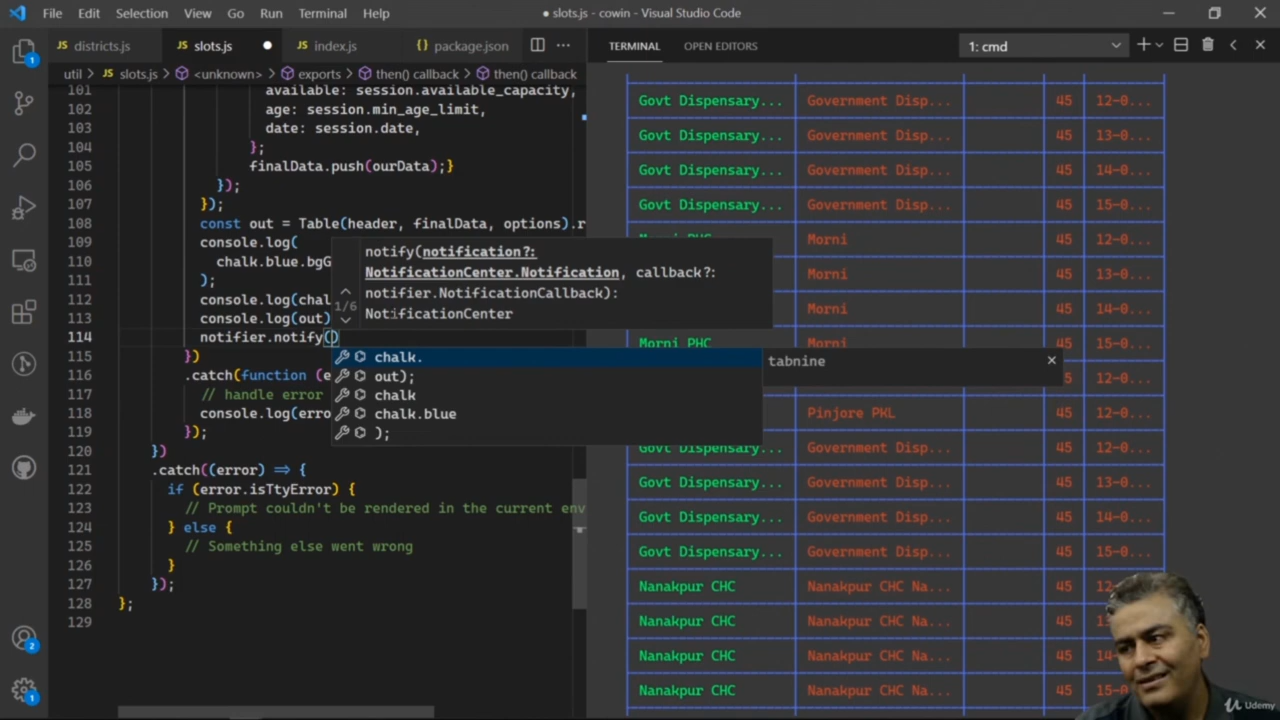 File Edit Selection View Go Run Terminal Help
● slots.js - cowin - Visual Studio Code
districts.js slots.js ● index.js {} package.json ···
util > slots.js > <unknown> > exports > then() callback > then() callback
101 available: session.available_capacity,
102 age: session.min_age_limit,
103 date: session.date,
104 };
105 finalData.push(ourData);}
106 });
107 });
108 const out = Table(header, finalData, options).r
109 console.log(
110 chalk.blue.bgG
111 );
112 console.log(chal
113 console.log(out)
114 notifier.notify()
115 })
116 .catch(function (e
117 // handle error
118 console.log(erro
119 });
120 })
121 .catch((error) => {
122 if (error.isTtyError) {
123 // Prompt couldn't be rendered in the current env
124 } else {
125 // Something else went wrong
126 }
127 });
128 };
129
notify(notification?:
NotificationCenter.Notification, callback?:
notifier.NotificationCallback):
NotificationCenter
1/6
chalk.
out);
chalk
chalk.blue
);
tabnine
TERMINAL OPEN EDITORS 1: cmd
Govt Dispensary... Government Disp... 45 12-0...
Govt Dispensary... Government Disp... 45 13-0...
Govt Dispensary... Government Disp... 45 14-0...
Govt Dispensary... Government Disp... 45 15-0...
Morni 45 12-0...
Morni 45 13-0...
Morni 45 14-0...
Morni PHC Morni 45 15-0...
Pinjore PKL 45 12-0...
Govt Dispensary... Government Disp... 45 12-0...
Govt Dispensary... Government Disp... 45 13-0...
Govt Dispensary... Government Disp... 45 14-0...
Govt Dispensary... Government Disp... 45 15-0...
Nanakpur CHC Nanakpur CHC Na... 45 12-
Nanakpur CHC Nanakpur CHC Na... 45
Nanakpur CHC Nanakpur CHC Na... 45 14-
Nanakpur CHC Nanakpur CHC Na... 45 15-0
1
2
1
Udemy